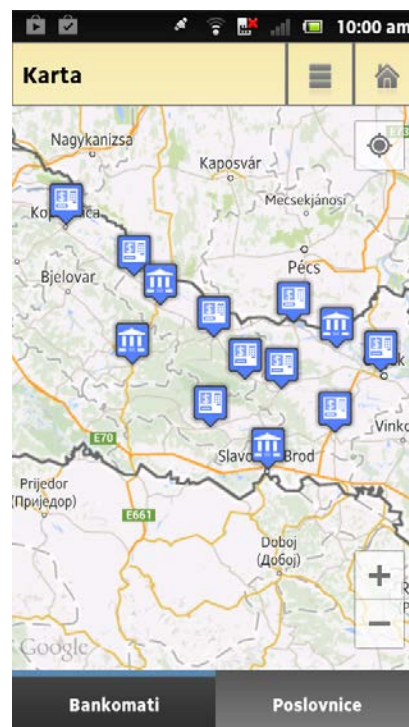 10:00 am
Karta
Nagykanizsa
Kaposvár
Mecsekjánosi
Pécs
Bjelovar
E70
Vinko
Slavo Brod
Prijedor
(Приједор)
E661
Doboj
(Добој)
+
−
Google
Bankomati
Poslovnice